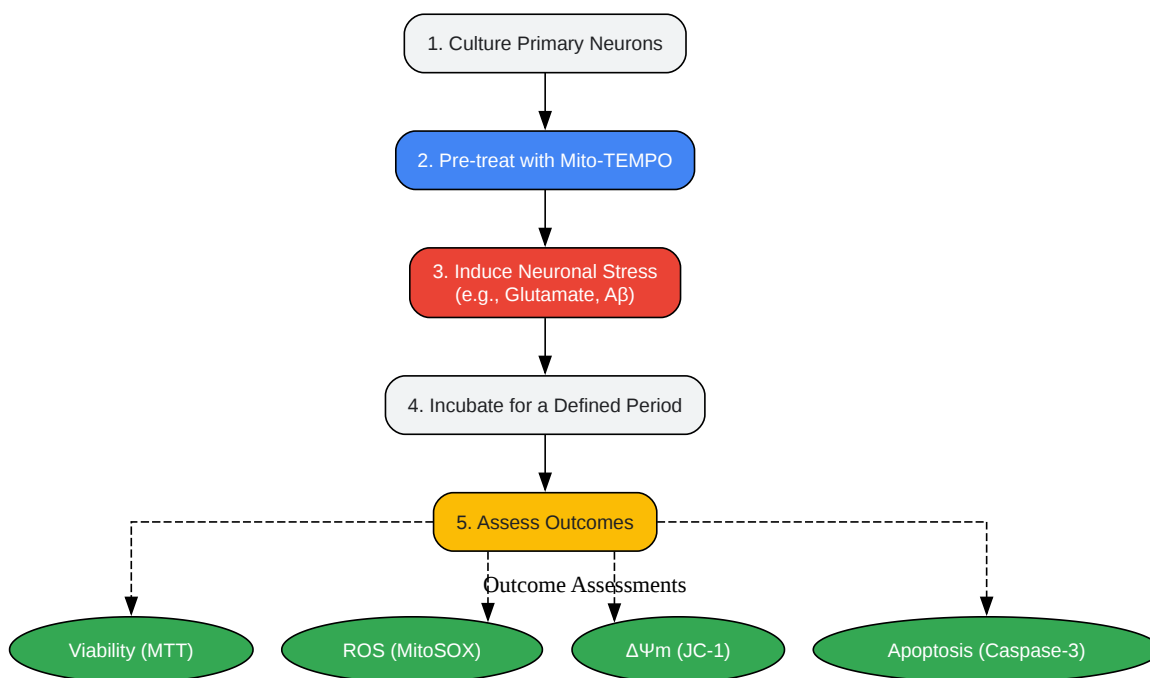 1. Culture Primary Neurons
2. Pre-treat with Mito-TEMPO
3. Induce Neuronal Stress
(e.g., Glutamate, Aβ)
4. Incubate for a Defined Period
5. Assess Outcomes
Outcome Assessments
Viability (MTT)
ROS (MitoSOX)
ΔΨm (JC-1)
Apoptosis (Caspase-3)